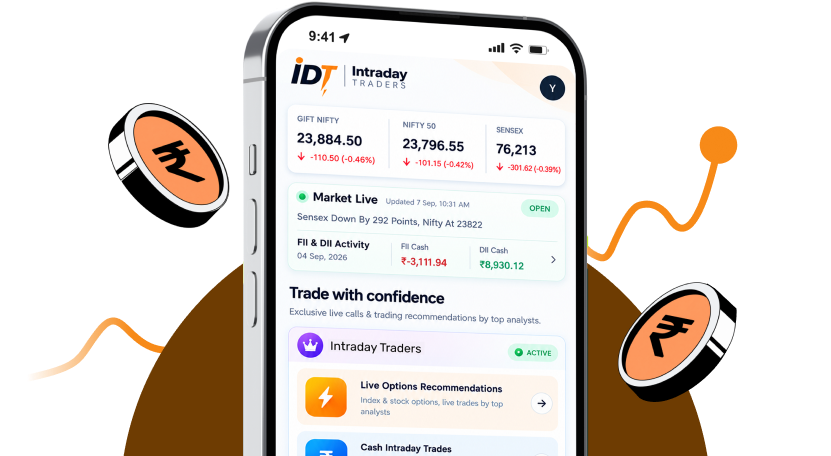 9:41
IDT Intraday
TRADERS
Y
GIFT NIFTY
23,884.50
-110.50 (-0.46%)
NIFTY 50
23,796.55
-101.15 (-0.42%)
SENSEX
76,213
-301.62 (-0.39%)
Market Live Updated 7 Sep, 10:31 AM OPEN
Sensex Down By 292 Points, Nifty At 23822
FII & DII Activity
04 Sep, 2026
FII Cash
₹-3,111.94
DII Cash
₹8,930.12
Trade with confidence
Exclusive live calls & trading recommendations by top analysts.
Intraday Traders ACTIVE
Live Options Recommendations
Index & stock options, live trades by top
analysts
Cash Intraday Trades
₹
₹
₹